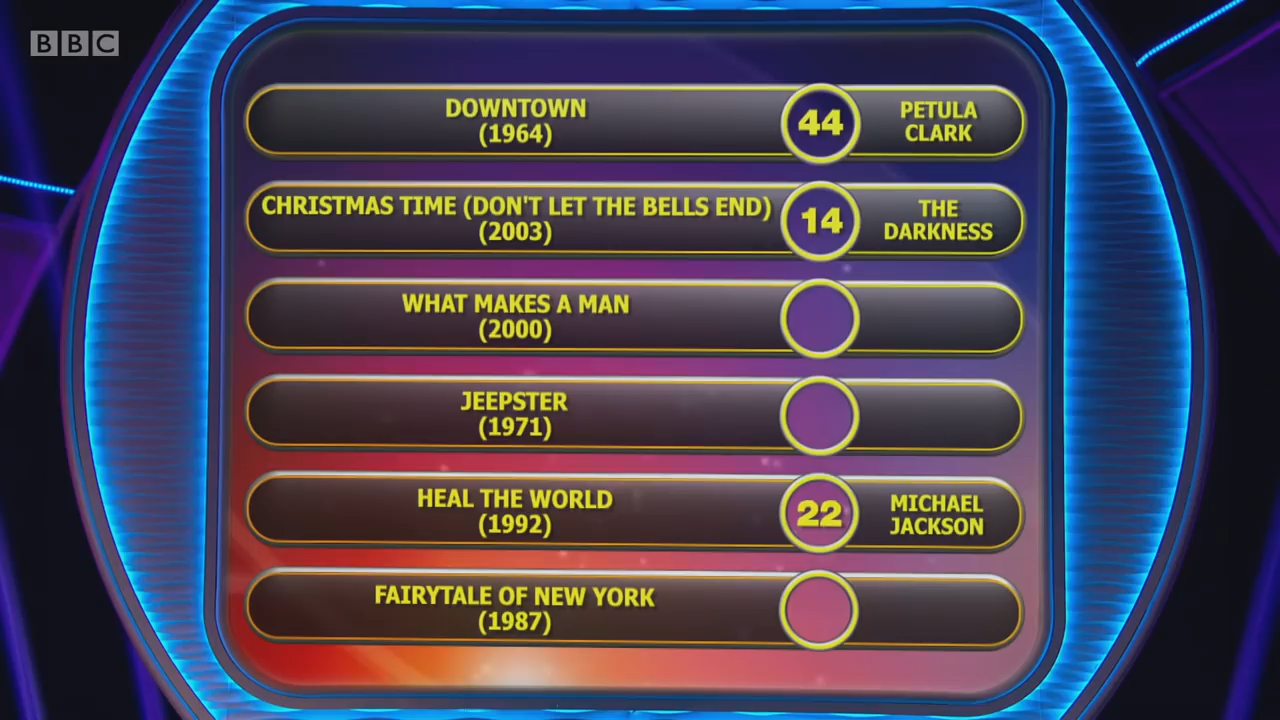 BBC
DOWNTOWN
(1964)
44
PETULA
CLARK
CHRISTMAS TIME (DON'T LET THE BELLS END)
(2003)
14
THE
DARKNESS
WHAT MAKES A MAN
(2000)
JEEPSTER
(1971)
HEAL THE WORLD
(1992)
22
MICHAEL
JACKSON
FAIRYTALE OF NEW YORK
(1987)